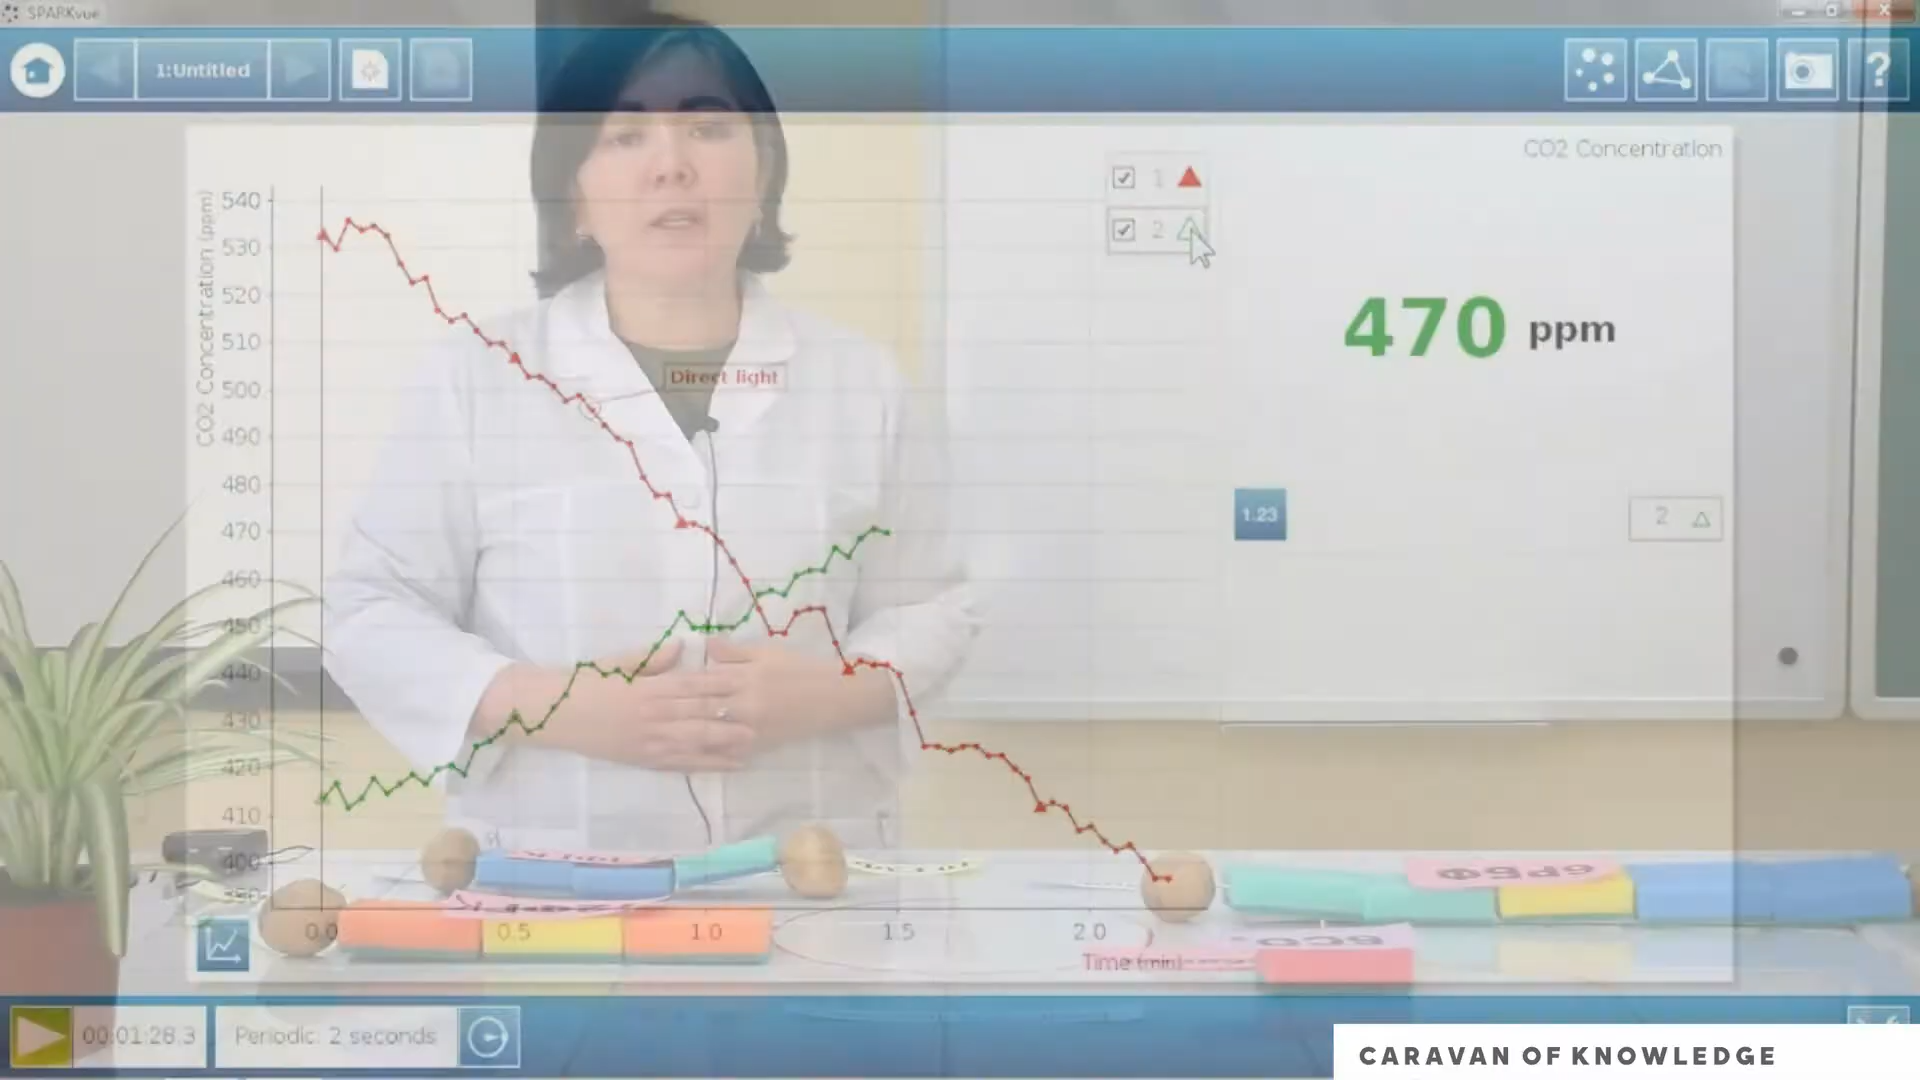 SPARKvue
1:Untitled
?
CO2 Concentration
1
2
540
530
520
510
500
490
480
470
460
450
440
430
420
410
400
CO2 Concentration (ppm)
Direct light
470 ppm
1.23
2
0.0 0.5 1.0 1.5 2.0
Time (min)
00:01:28.3
Periodic: 2 seconds
CARAVAN OF KNOWLEDGE